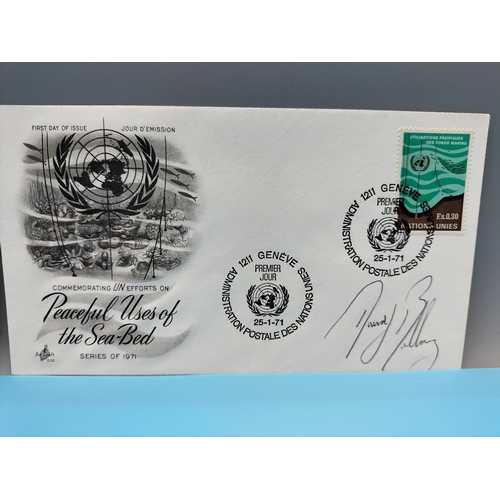 FIRST DAY OF ISSUE JOUR D'EMISSION
COMMEMORATING UN EFFORTS ON
Peaceful Uses of
the Sea-Bed
SERIES OF 1971
1211 GENÈVE
PREMIER
JOUR
ADMINISTRATION POSTALE DES NATIONS UNIES
25-1-71
1211 GENÈVE
PREMIER
JOUR
ADMINISTRATION POSTALE DES NATIONS UNIES
25-1-71
UTILISATIONS PACIFIQUES
DES FONDS MARINS
Fs.0,30
NATIONS UNIES
David